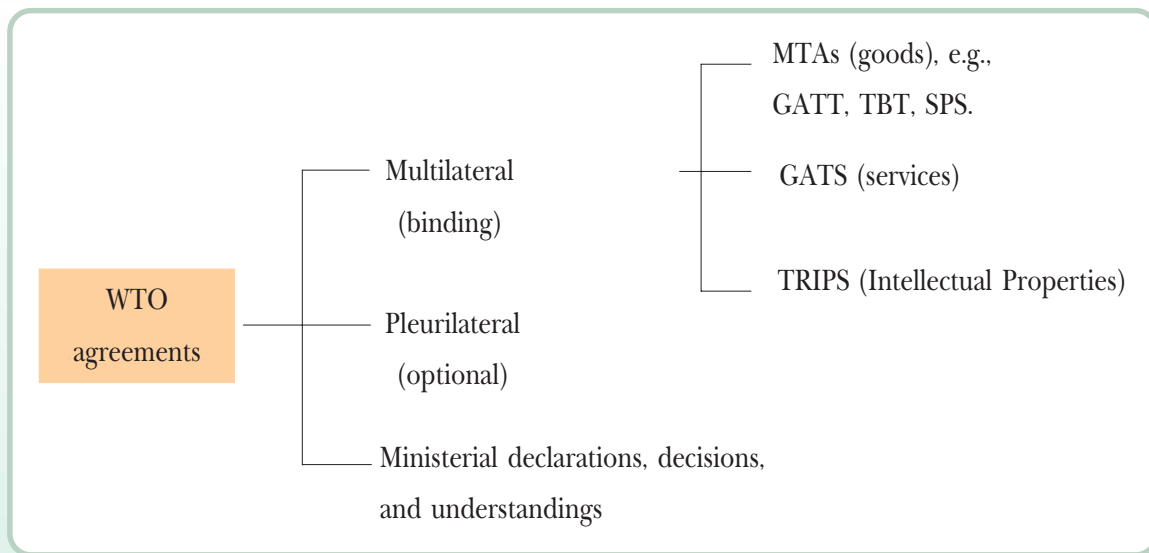 WTO
agreements
Multilateral
(binding)
Pleurilateral
(optional)
Ministerial declarations, decisions,
and understandings
MTAs (goods), e.g.,
GATT, TBT, SPS.
GATS (services)
TRIPS (Intellectual Properties)